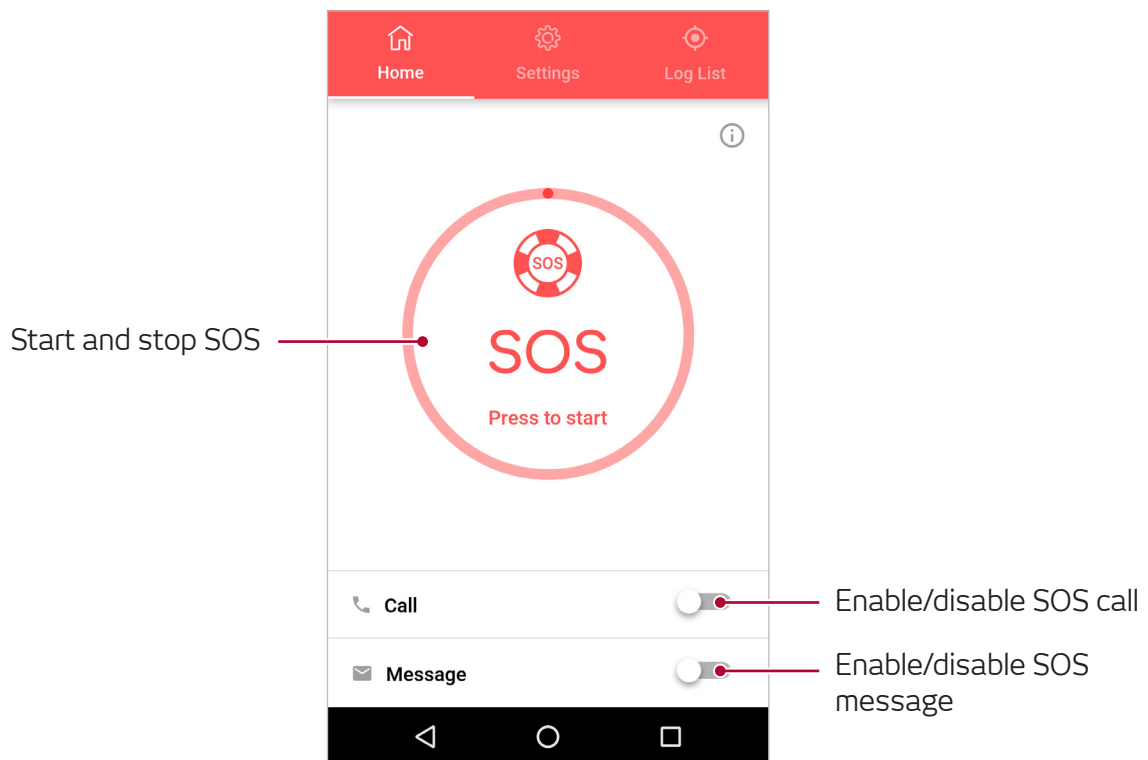 Home Settings Log List
SOS
Start and stop SOS
SOS
Press to start
Call
Enable/disable SOS call
Message
Enable/disable SOS
message